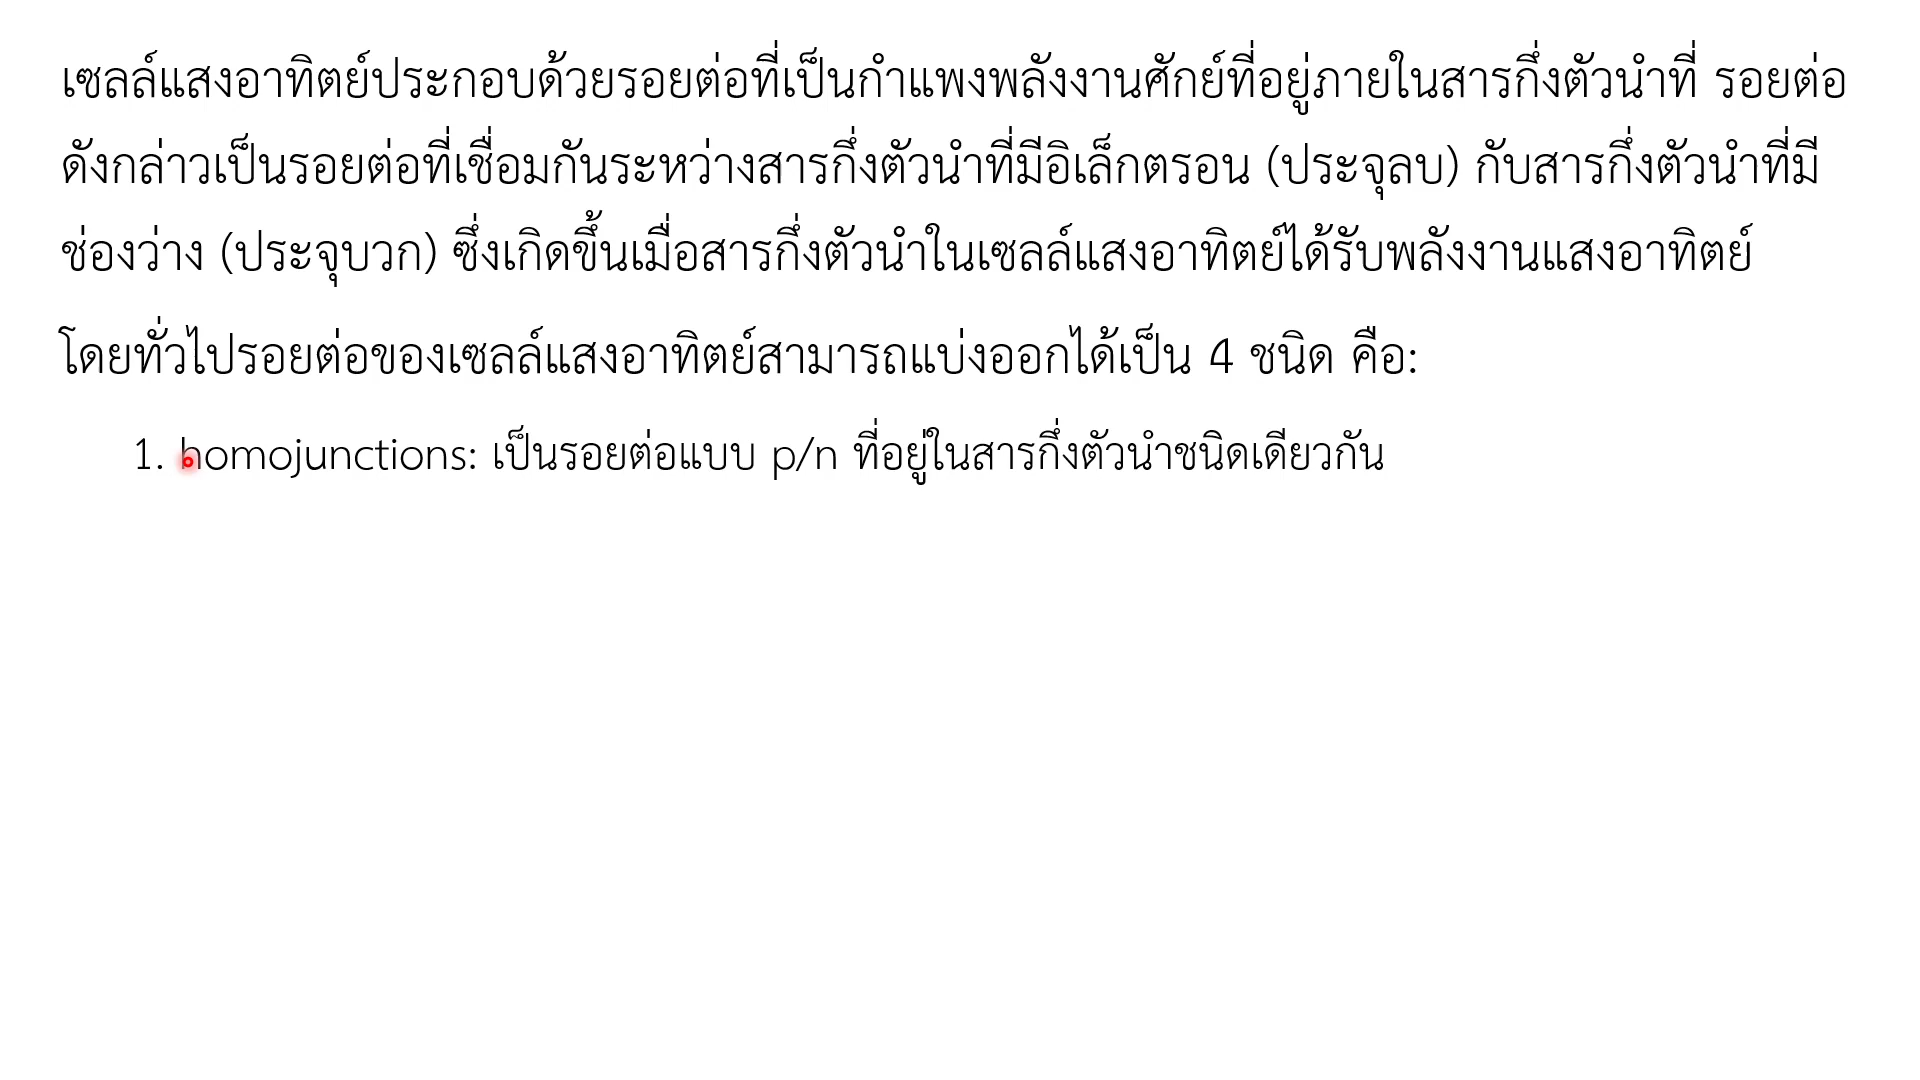 เซลล์แสงอาทิตย์ประกอบด้วยรอยต่อที่เป็นกำแพงพลังงานศักย์ที่อยู่ภายในสารกึ่งตัวนำที่ รอยต่อ
ดังกล่าวเป็นรอยต่อที่เชื่อมกันระหว่างสารกึ่งตัวนำที่มีอิเล็กตรอน (ประจุลบ) กับสารกึ่งตัวนำที่มี
ช่องว่าง (ประจุบวก) ซึ่งเกิดขึ้นเมื่อสารกึ่งตัวนำในเซลล์แสงอาทิตย์ได้รับพลังงานแสงอาทิตย์
โดยทั่วไปรอยต่อของเซลล์แสงอาทิตย์สามารถแบ่งออกได้เป็น 4 ชนิด คือ:
1. homojunctions: เป็นรอยต่อแบบ p/n ที่อยู่ในสารกึ่งตัวนำชนิดเดียวกัน